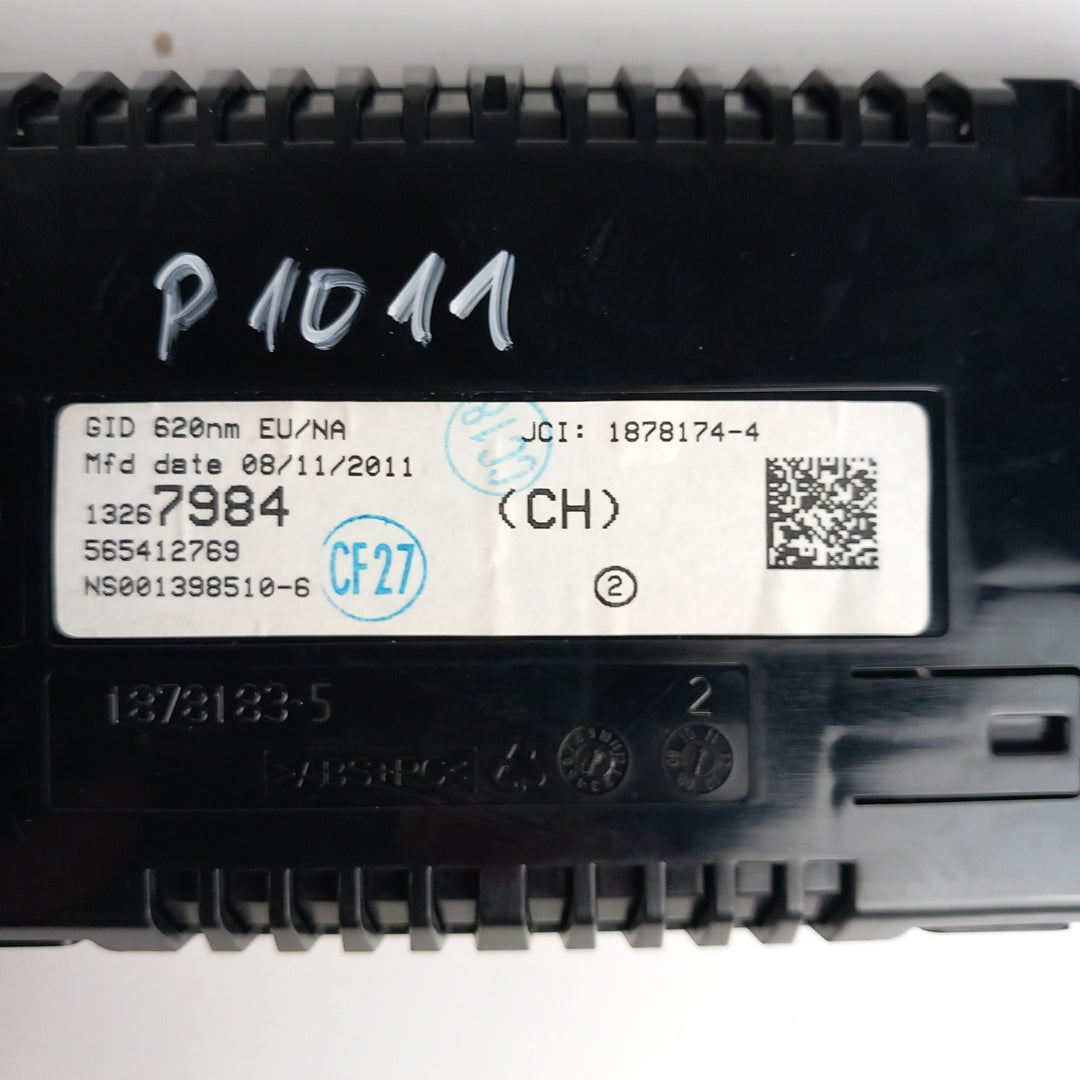 P1011
GID 620nm EU/NA
JCI: 1878174-4
Mfd date 08/11/2011
13267984
(CH)
565412769
CF27
NS001398510-6
2
1878183-5
2
>ABS+PC<